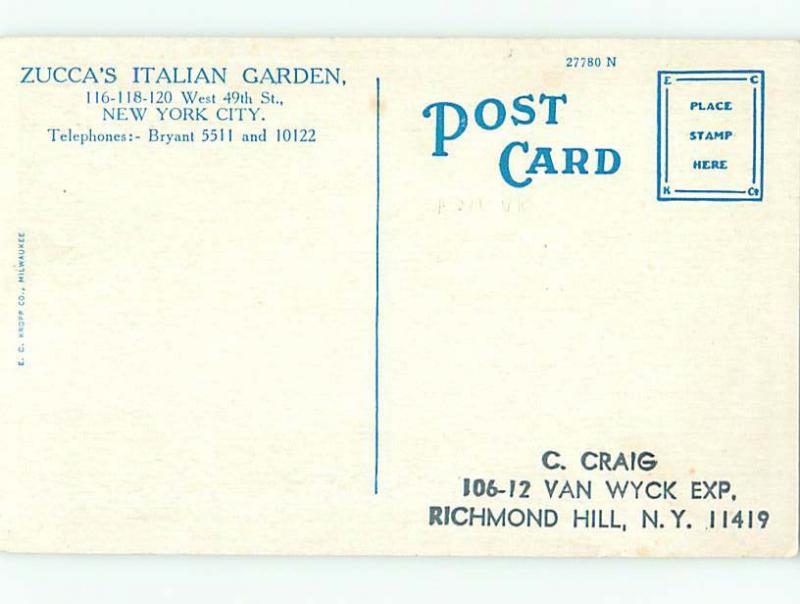 ZUCCA'S ITALIAN GARDEN,
116-118-120 West 49th St.,
NEW YORK CITY.
Telephones:- Bryant 5511 and 10122
E. C. KROPP CO., MILWAUKEE
27780 N
POST
CARD
E C
PLACE
STAMP
HERE
K Co
C. CRAIG
106-12 VAN WYCK EXP.
RICHMOND HILL, N.Y. 11419